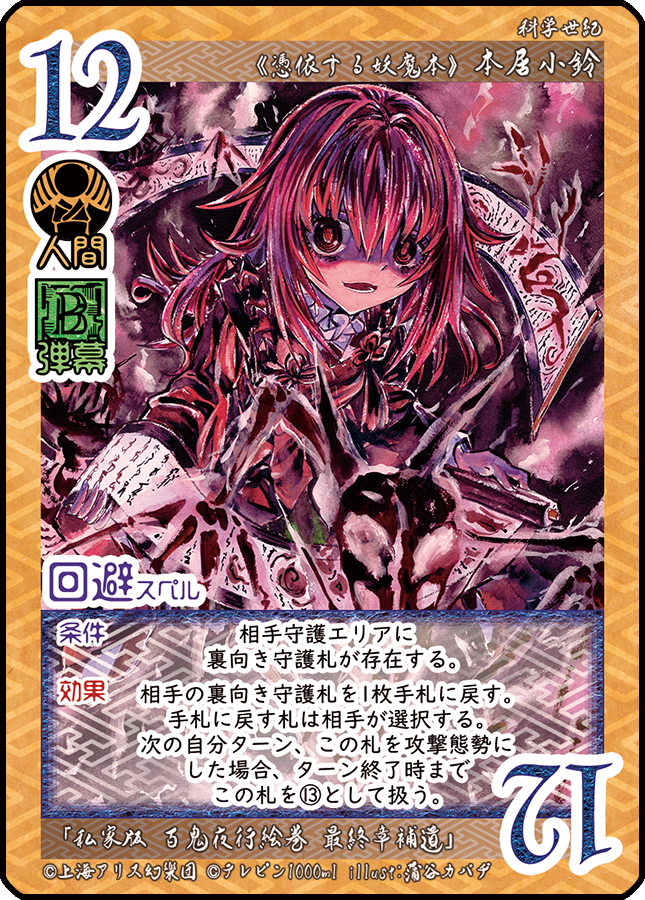 科学世紀
12
《憑依する妖魔本》 本居小鈴
人間
B
弾幕
回避スペル
条件
相手守護エリアに
裏向き守護札が存在する。
効果
相手の裏向き守護札を1枚手札に戻す。
手札に戻す札は相手が選択する。
次の自分ターン、この札を攻撃態勢に
した場合、ターン終了時まで
この札を⑬として扱う。
12
「私家版 百鬼夜行絵巻 最終章補遺」
©上海アリス幻樂団 ©テレピン1000ml illust:蒲谷カバヂ